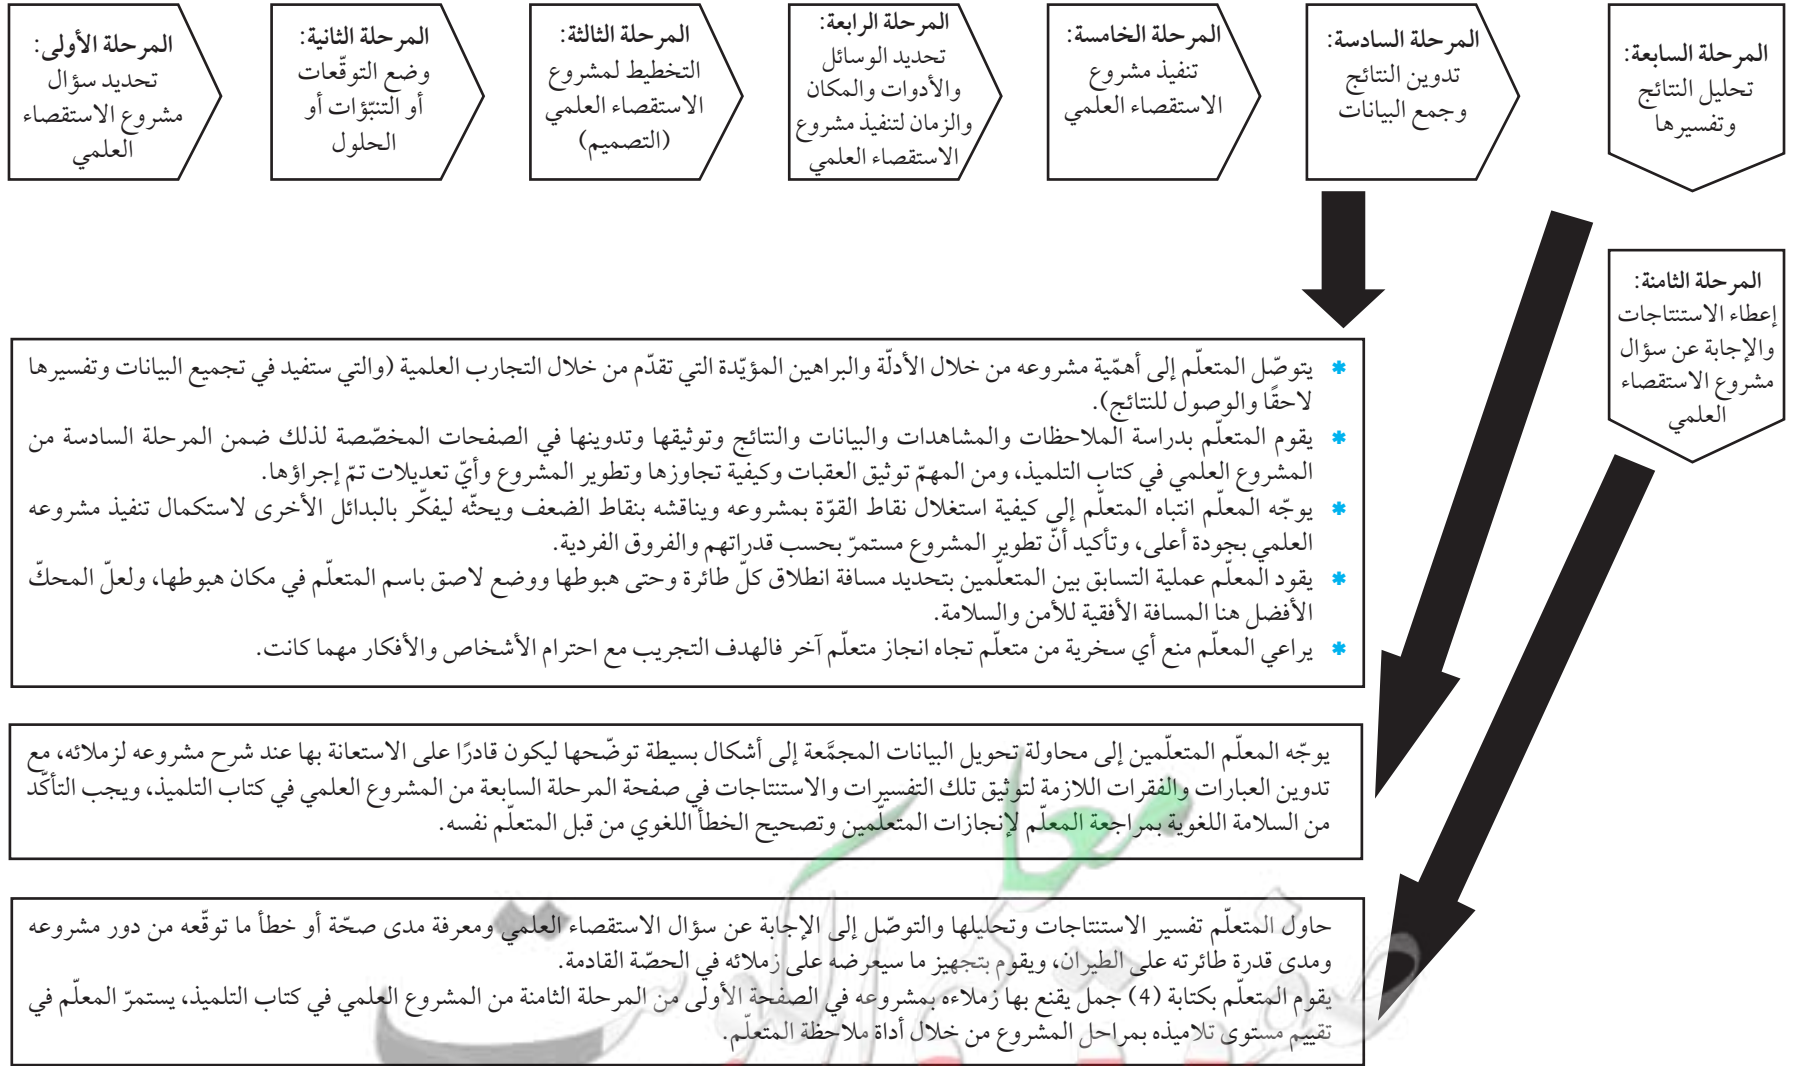 المرحلة الأولى:
تحديد سؤال
مشروع الاستقصاء
العلمي
المرحلة الثانية:
وضع التوقّعات
أو التنبّؤات أو
الحلول
المرحلة الثالثة:
التخطيط لمشروع
الاستقصاء العلمي
(التصميم)
المرحلة الرابعة:
تحديد الوسائل
والأدوات والمكان
والزمان لتنفيذ مشروع
الاستقصاء العلمي
المرحلة الخامسة:
تنفيذ مشروع
الاستقصاء العلمي
المرحلة السادسة:
تدوين النتائج
وجمع البيانات
المرحلة السابعة:
تحليل النتائج
وتفسيرها
المرحلة الثامنة:
إعطاء الاستنتاجات
والإجابة عن سؤال
مشروع الاستقصاء
العلمي
* يتوصّل المتعلّم إلى أهمّية مشروعه من خلال الأدلّة والبراهين المؤيّدة التي تقدّم من خلال التجارب العلمية (والتي ستفيد في تجميع البيانات وتفسيرها
لاحقًا والوصول للنتائج).
* يقوم المتعلّم بدراسة الملاحظات والمشاهدات والبيانات والنتائج وتوثيقها وتدوينها في الصفحات المخصّصة لذلك ضمن المرحلة السادسة من
المشروع العلمي في كتاب التلميذ، ومن المهمّ توثيق العقبات وكيفية تجاوزها وتطوير المشروع وأيّ تعديلات تمّ إجراؤها.
* يوجّه المعلّم انتباه المتعلّم إلى كيفية استغلال نقاط القوّة بمشروعه ويناقشه بنقاط الضعف ويحثّه ليفكّر بالبدائل الأخرى لاستكمال تنفيذ مشروعه
العلمي بجودة أعلى، وتأكيد أنّ تطوير المشروع مستمرّ بحسب قدراتهم والفروق الفردية.
* يقود المعلّم عملية التسابق بين المتعلّمين بتحديد مسافة انطلاق كلّ طائرة وحتى هبوطها ووضع لاصق باسم المتعلّم في مكان هبوطها، ولعلّ المحكّ
الأفضل هنا المسافة الأفقية للأمن والسلامة.
* يراعي المعلّم منع أي سخرية من متعلّم تجاه انجاز متعلّم آخر فالهدف التجريب مع احترام الأشخاص والأفكار مهما كانت.
يوجّه المعلّم المتعلّمين إلى محاولة تحويل البيانات المجمَّعة إلى أشكال بسيطة توضّحها ليكون قادرًا على الاستعانة بها عند شرح مشروعه لزملائه، مع
تدوين العبارات والفقرات اللازمة لتوثيق تلك التفسيرات والاستنتاجات في صفحة المرحلة السابعة من المشروع العلمي في كتاب التلميذ، ويجب التأكّد
من السلامة اللغوية بمراجعة المعلّم لإنجازات المتعلّمين وتصحيح الخطأ اللغوي من قبل المتعلّم نفسه.
حاول المتعلّم تفسير الاستنتاجات وتحليلها والتوصّل إلى الإجابة عن سؤال الاستقصاء العلمي ومعرفة مدى صحّة أو خطأ ما توقّعه من دور مشروعه
ومدى قدرة طائرته على الطيران، ويقوم بتجهيز ما سيعرضه على زملائه في الحصّة القادمة.
يقوم المتعلّم بكتابة (4) جمل يقنع بها زملاءه بمشروعه في الصفحة الأولى من المرحلة الثامنة من المشروع العلمي في كتاب التلميذ، يستمرّ المعلّم في
تقييم مستوى تلاميذه بمراحل المشروع من خلال أداة ملاحظة المتعلّم.